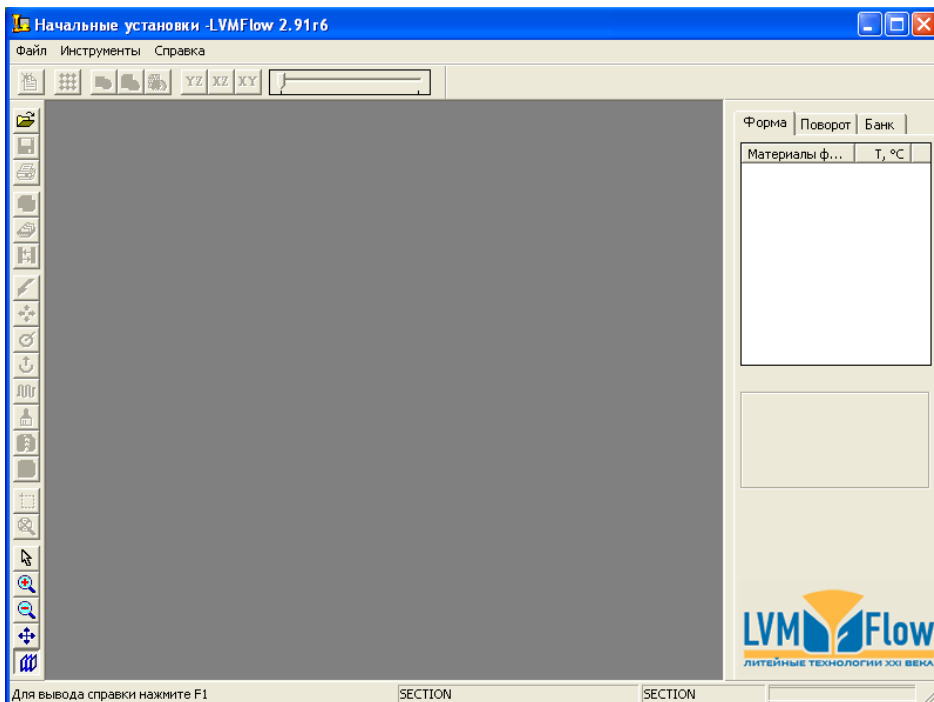 Начальные установки -LVMFlow 2.91r6
Файл Инструменты Справка
YZ XZ XY
Форма Поворот Банк
Материалы ф... Т, °C
LVM Flow
ЛИТЕЙНЫЕ ТЕХНОЛОГИИ XXI ВЕКА
Для вывода справки нажмите F1 SECTION SECTION